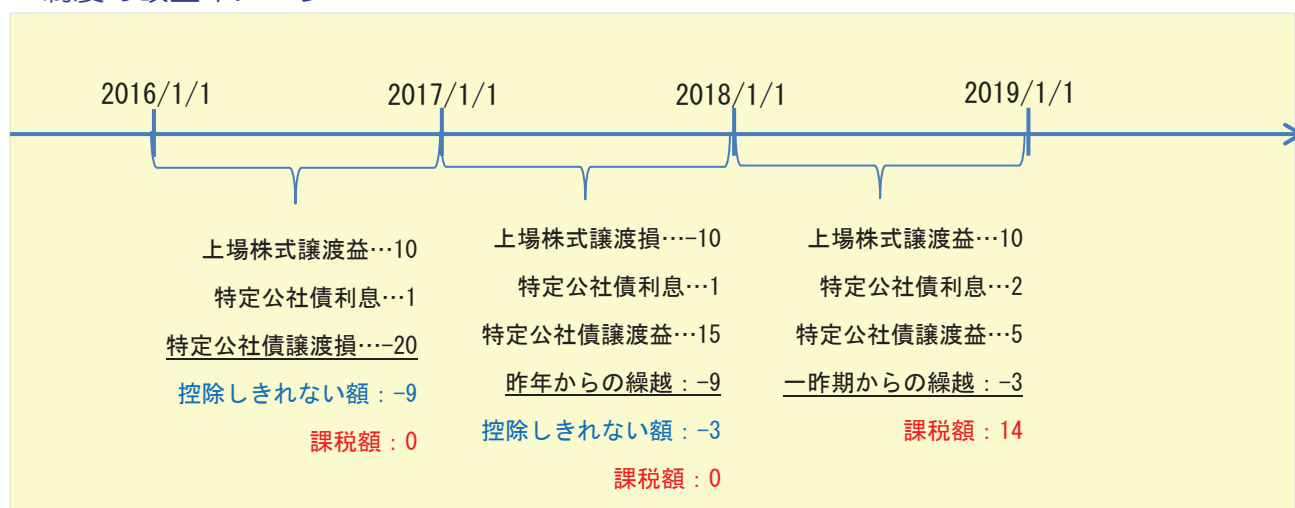 2016/1/1
2017/1/1
2018/1/1
2019/1/1
上場株式譲渡益…10
特定公社債利息…1
特定公社債譲渡損…-20
控除しきれない額：-9
課税額：0
上場株式譲渡損…-10
特定公社債利息…1
特定公社債譲渡益…15
昨年からの繰越：-9
控除しきれない額：-3
課税額：0
上場株式譲渡益…10
特定公社債利息…2
特定公社債譲渡益…5
一昨期からの繰越：-3
課税額：14